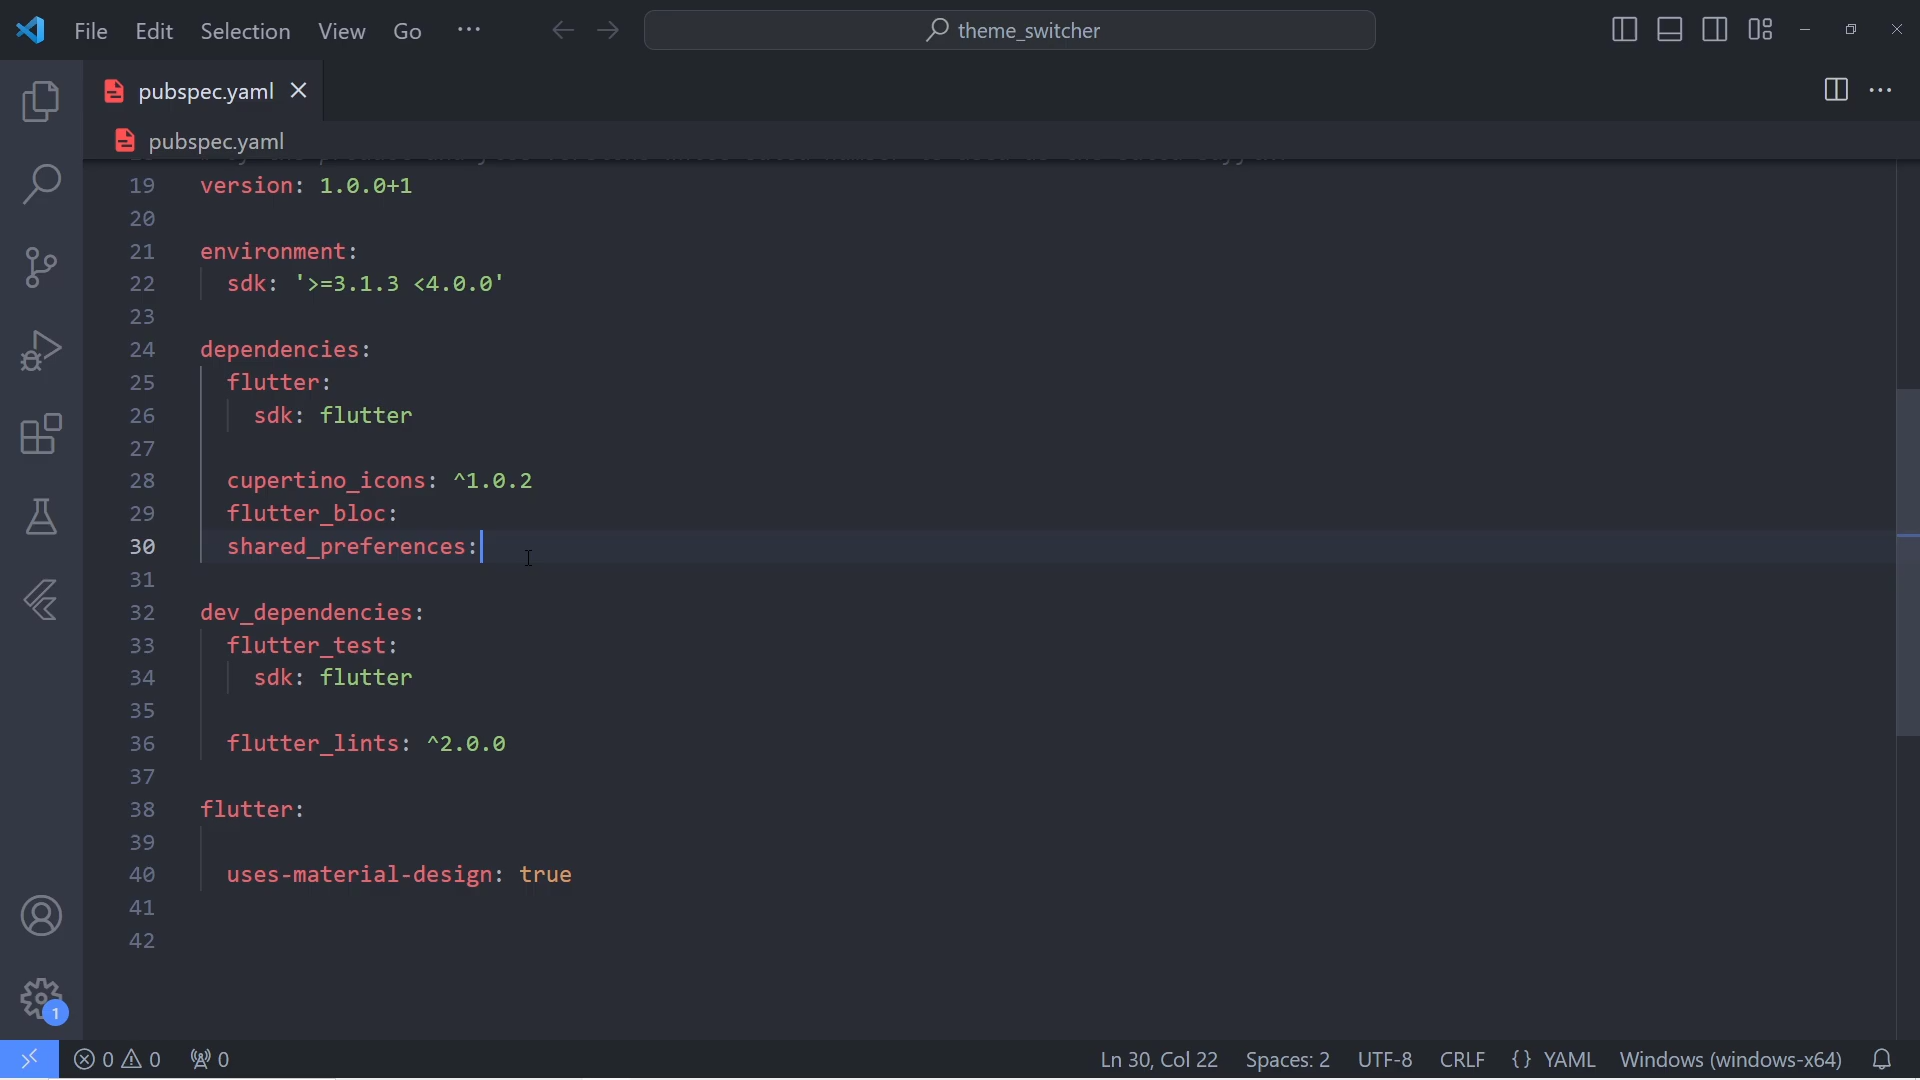 File Edit Selection View Go ···
theme_switcher
pubspec.yaml
pubspec.yaml
19 version: 1.0.0+1
20
21 environment:
22 sdk: '>=3.1.3 <4.0.0'
23
24 dependencies:
25 flutter:
26 sdk: flutter
27
28 cupertino_icons: ^1.0.2
29 flutter_bloc:
30 shared_preferences:
31
32 dev_dependencies:
33 flutter_test:
34 sdk: flutter
35
36 flutter_lints: ^2.0.0
37
38 flutter:
39
40 uses-material-design: true
41
42
1
0 0 0 Ln 30, Col 22 Spaces: 2 UTF-8 CRLF {} YAML Windows (windows-x64)